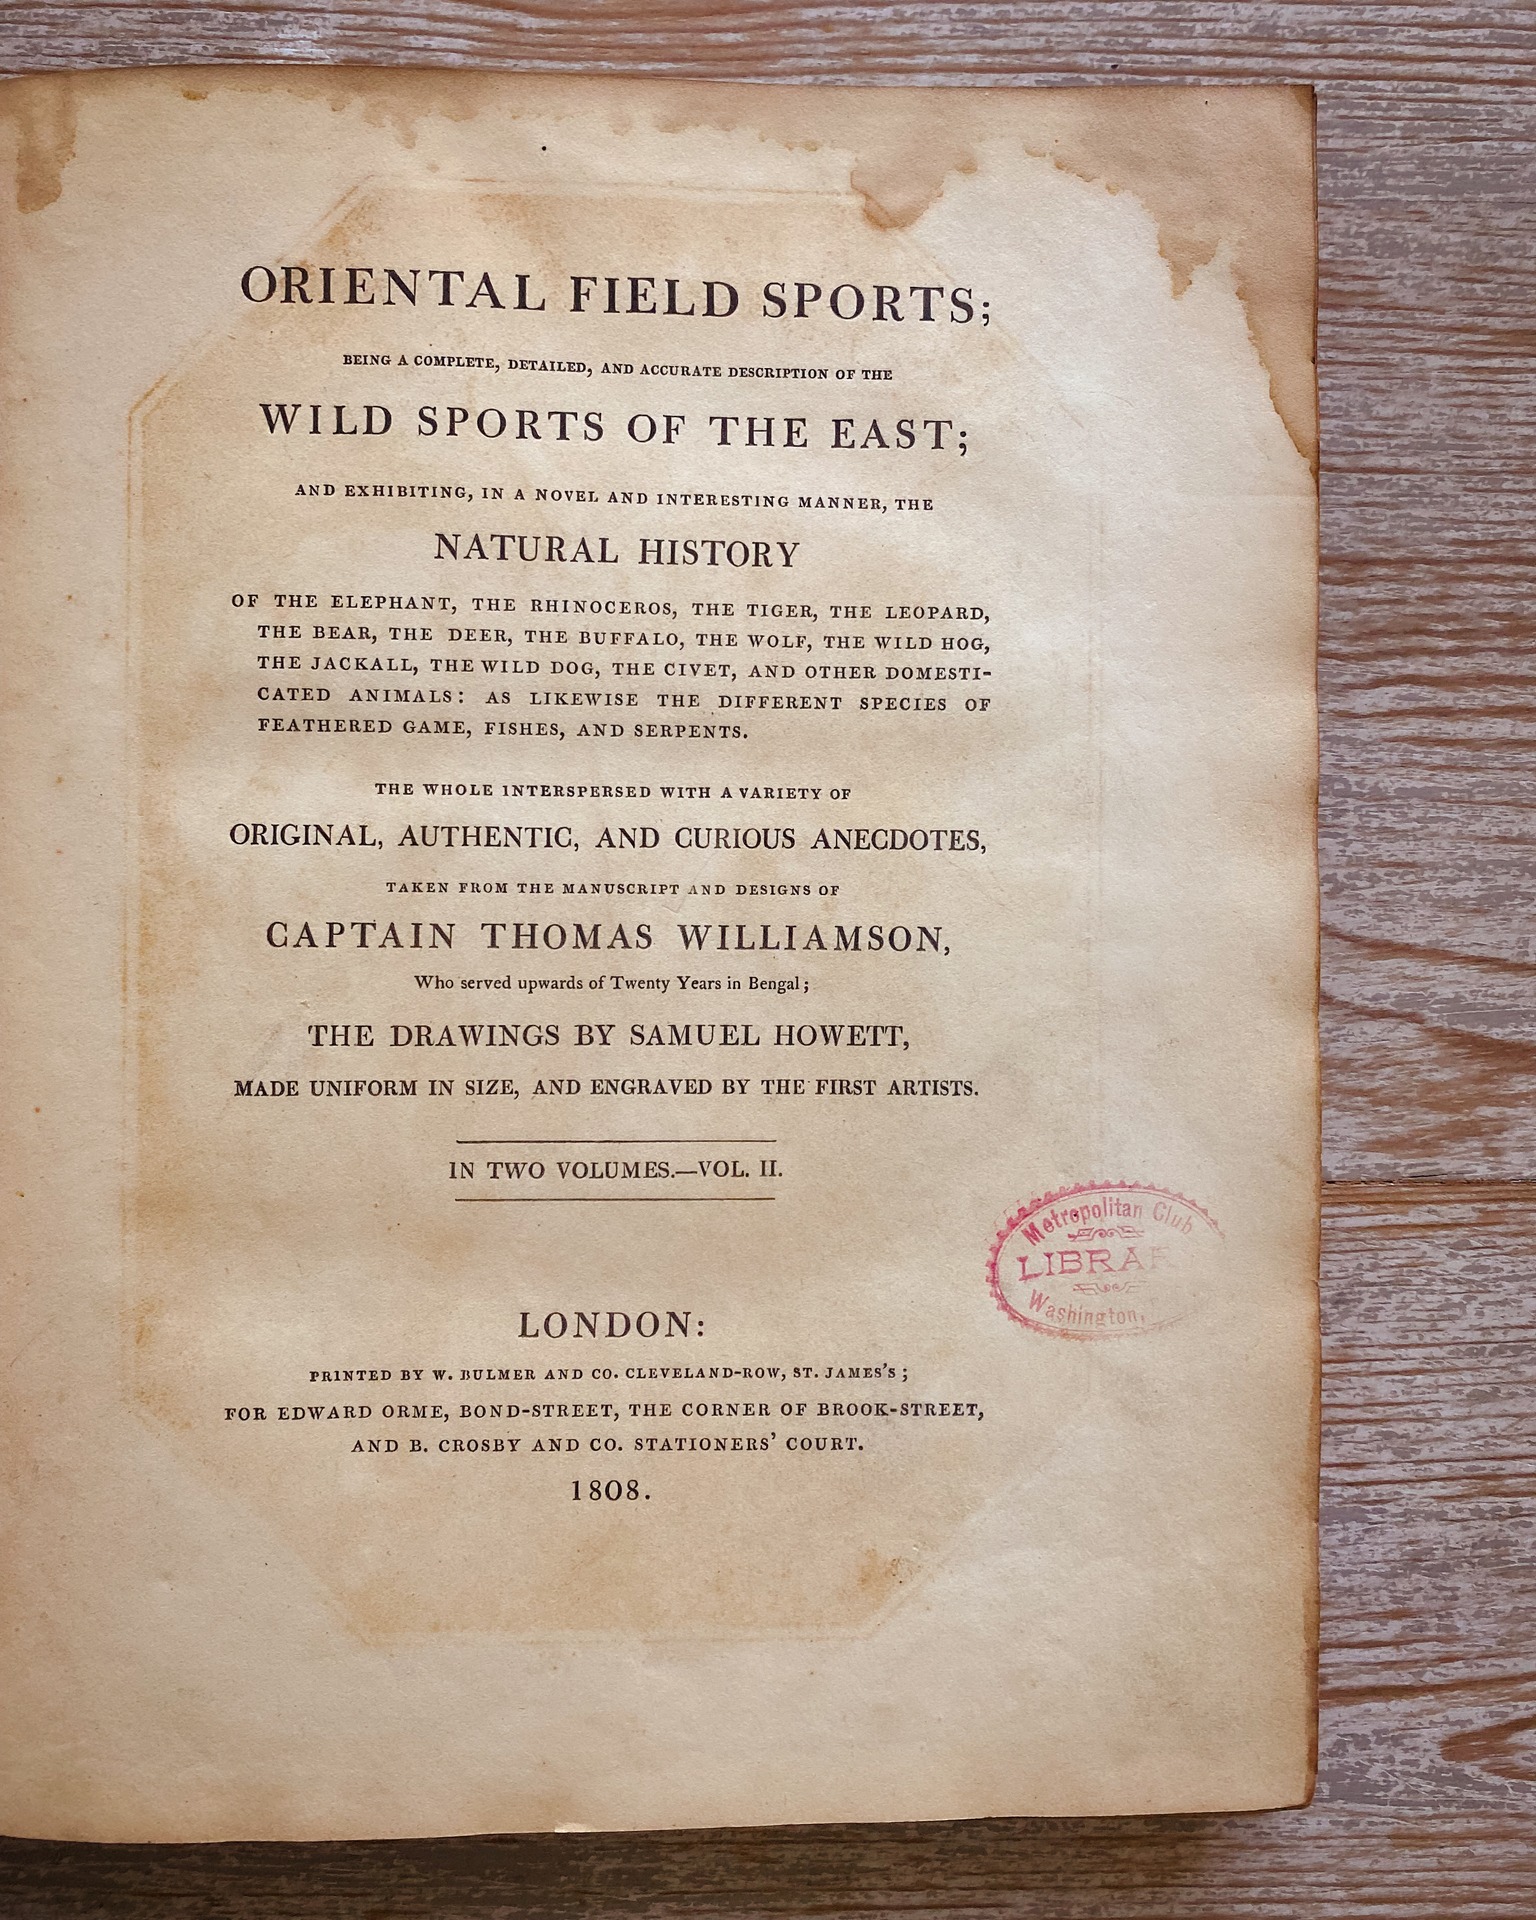 ORIENTAL FIELD SPORTS;
BEING A COMPLETE, DETAILED, AND ACCURATE DESCRIPTION OF THE
WILD SPORTS OF THE EAST;
AND EXHIBITING, IN A NOVEL AND INTERESTING MANNER, THE
NATURAL HISTORY
OF THE ELEPHANT, THE RHINOCEROS, THE TIGER, THE LEOPARD,
THE BEAR, THE DEER, THE BUFFALO, THE WOLF, THE WILD HOG,
THE JACKALL, THE WILD DOG, THE CIVET, AND OTHER DOMESTI-
CATED ANIMALS: AS LIKEWISE THE DIFFERENT SPECIES OF
FEATHERED GAME, FISHES, AND SERPENTS.
THE WHOLE INTERSPERSED WITH A VARIETY OF
ORIGINAL, AUTHENTIC, AND CURIOUS ANECDOTES,
TAKEN FROM THE MANUSCRIPT AND DESIGNS OF
CAPTAIN THOMAS WILLIAMSON,
Who served upwards of Twenty Years in Bengal;
THE DRAWINGS BY SAMUEL HOWETT,
MADE UNIFORM IN SIZE, AND ENGRAVED BY THE FIRST ARTISTS.
IN TWO VOLUMES.—VOL. II.
Metropolitan Club
LIBRAR
Washington,
LONDON:
PRINTED BY W. BULMER AND CO. CLEVELAND-ROW, ST. JAMES'S;
FOR EDWARD ORME, BOND-STREET, THE CORNER OF BROOK-STREET,
AND B. CROSBY AND CO. STATIONERS' COURT.
1808.